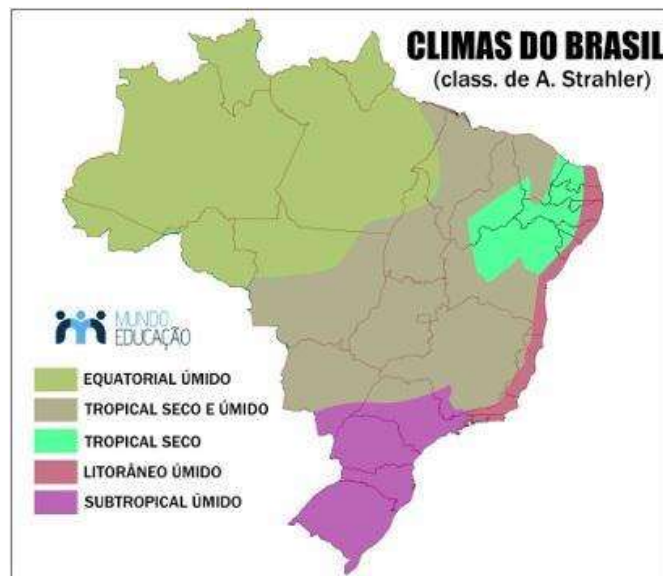 CLIMAS DO BRASIL
(class. de A. Strahler)
MUNDO
EDUCAÇÃO
EQUATORIAL ÚMIDO
TROPICAL SECO E ÚMIDO
TROPICAL SECO
LITORÂNEO ÚMIDO
SUBTROPICAL ÚMIDO